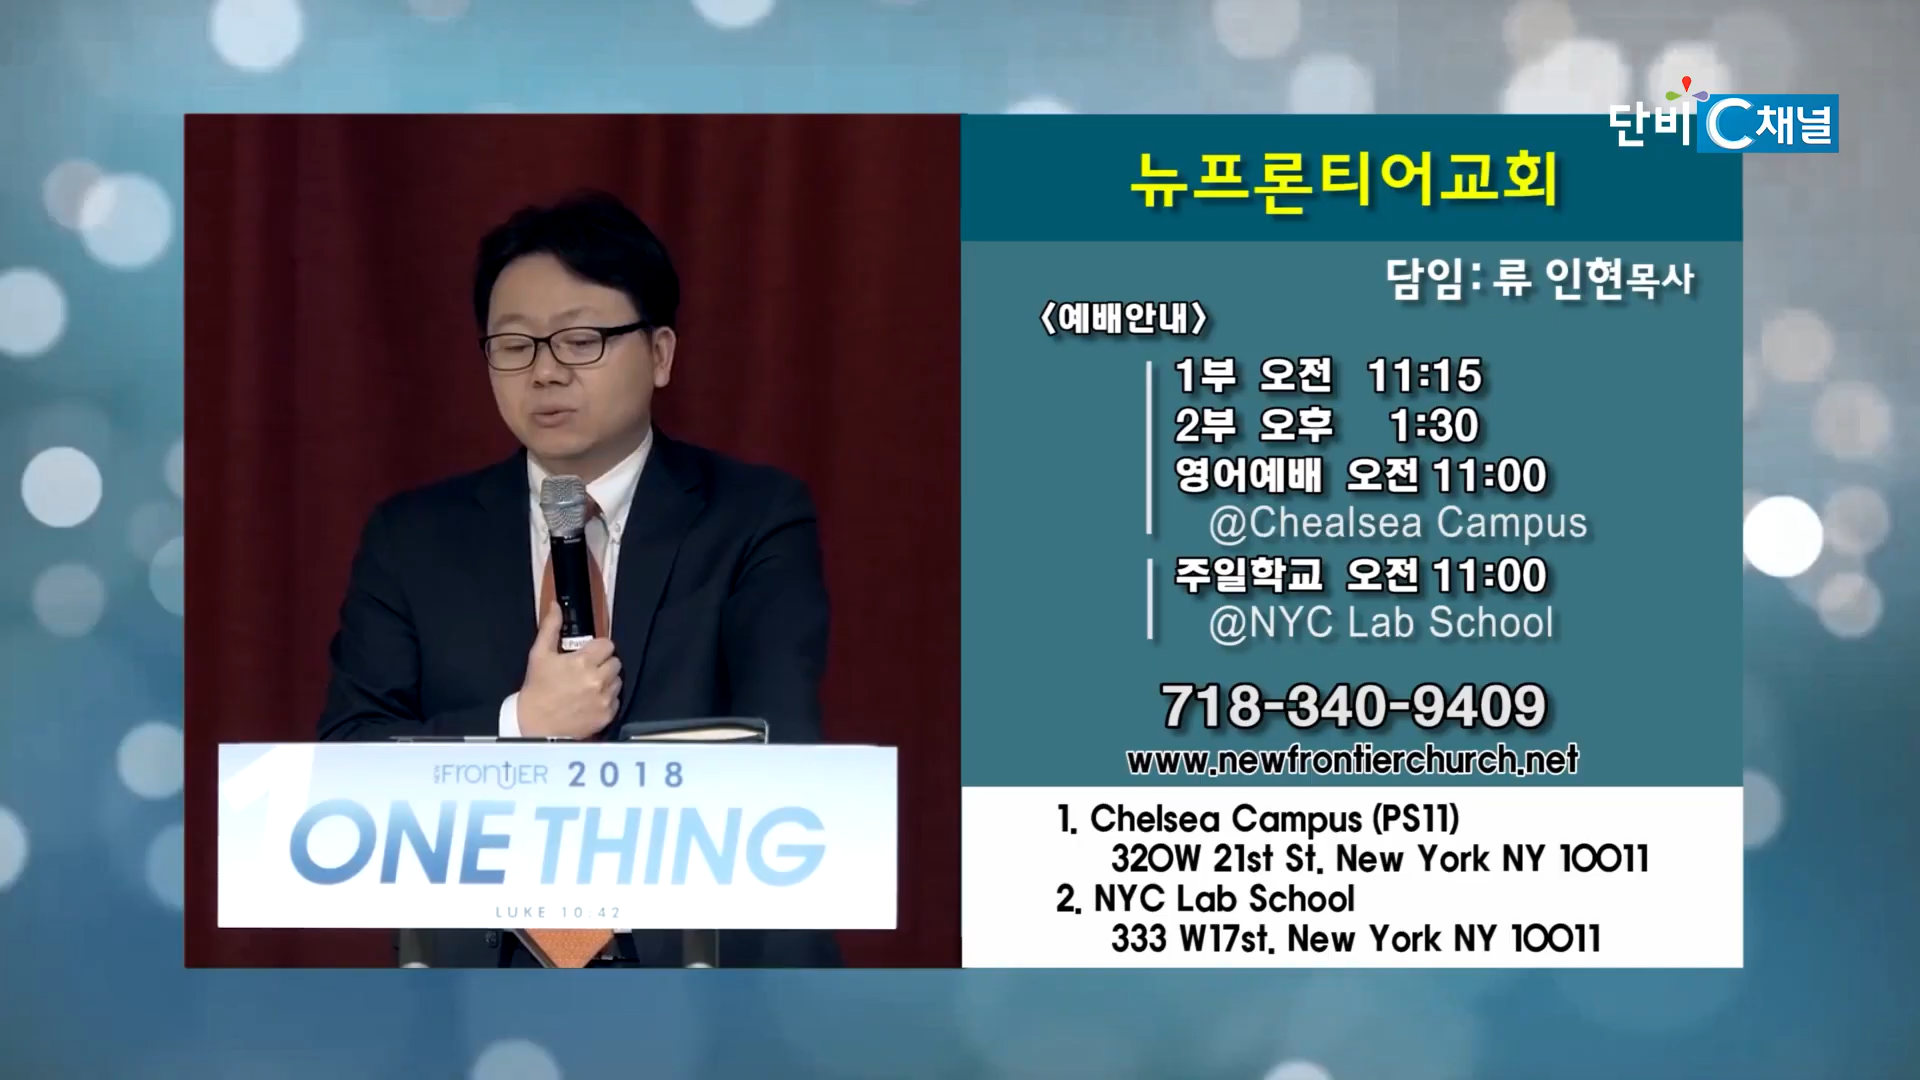 단비 C채널
뉴프론티어교회
담임: 류 인현목사
<예배안내>
1부 오전 11:15
2부 오후 1:30
영어예배 오전 11:00
@Chealsea Campus
주일학교 오전 11:00
@NYC Lab School
718-340-9409
www.newfrontierchurch.net
1. Chelsea Campus (PS11)
320W 21st St. New York NY 10011
2. NYC Lab School
333 W17st. New York NY 10011
NEW FRONTIER 2018
ONE THING
LUKE 10:42